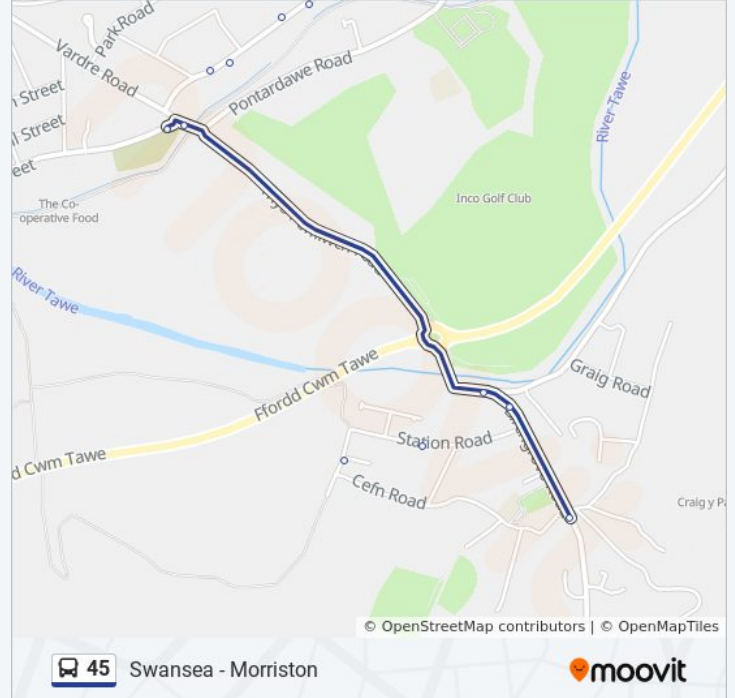 Park Road
Vardre Road
Street
Pontardawe Road
Street
eet
River Tawe
The Co-
operative Food
Inco Golf Club
River Tawe
Ffordd Cwm Tawe
Graig Road
Station Road
d Cwm Tawe
Cefn Road
Craig y
© OpenStreetMap contributors | © OpenMapTiles
45 Swansea - Morriston
moovit